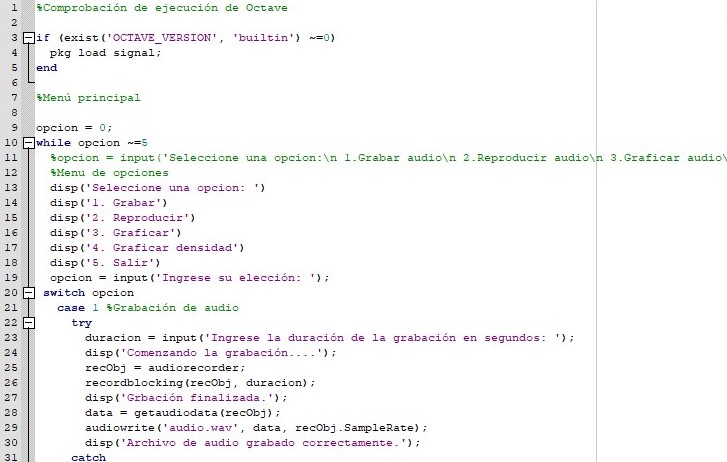 1 %Comprobación de ejecución de Octave
2
3 if (exist('OCTAVE_VERSION', 'builtin') ~=0)
4 pkg load signal;
5 end
6
7 %Menú principal
8
9 opcion = 0;
10 while opcion ~=5
11 %opcion = input('Seleccione una opcion:\n 1.Grabar audio\n 2.Reproducir audio\n 3.Graficar audio\
12 %Menu de opciones
13 disp('Seleccione una opcion: ')
14 disp('1. Grabar')
15 disp('2. Reproducir')
16 disp('3. Graficar')
17 disp('4. Graficar densidad')
18 disp('5. Salir')
19 opcion = input('Ingrese su elección: ');
20 switch opcion
21 case 1 %Grabación de audio
22 try
23 duracion = input('Ingrese la duración de la grabación en segundos: ');
24 disp('Comenzando la grabación....');
25 recObj = audiorecorder;
26 recordblocking(recObj, duracion);
27 disp('Grbación finalizada.');
28 data = getaudiodata(recObj);
29 audiowrite('audio.wav', data, recObj.SampleRate);
30 disp('Archivo de audio grabado correctamente.');
31 catch